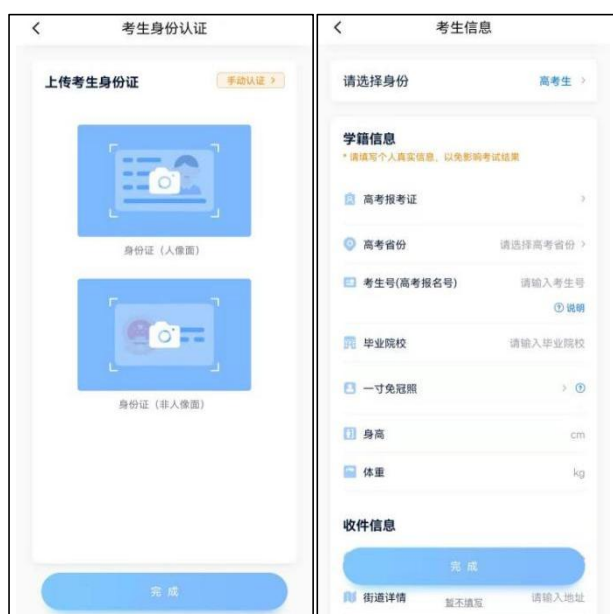 考生身份认证
上传考生身份证
手动认证 >
身份证（人像面）
身份证（非人像面）
完成
考生信息
请选择身份
高考生 >
学籍信息
* 请填写个人真实信息，以免影响考试结果
高考报考证 >
高考省份
请选择高考省份 >
考生号(高考报名号)
请输入考生号
? 说明
毕业院校
请输入毕业院校
一寸免冠照 > ?
身高
cm
体重
kg
收件信息
完成
街道详情
请输入地址
暂不填写